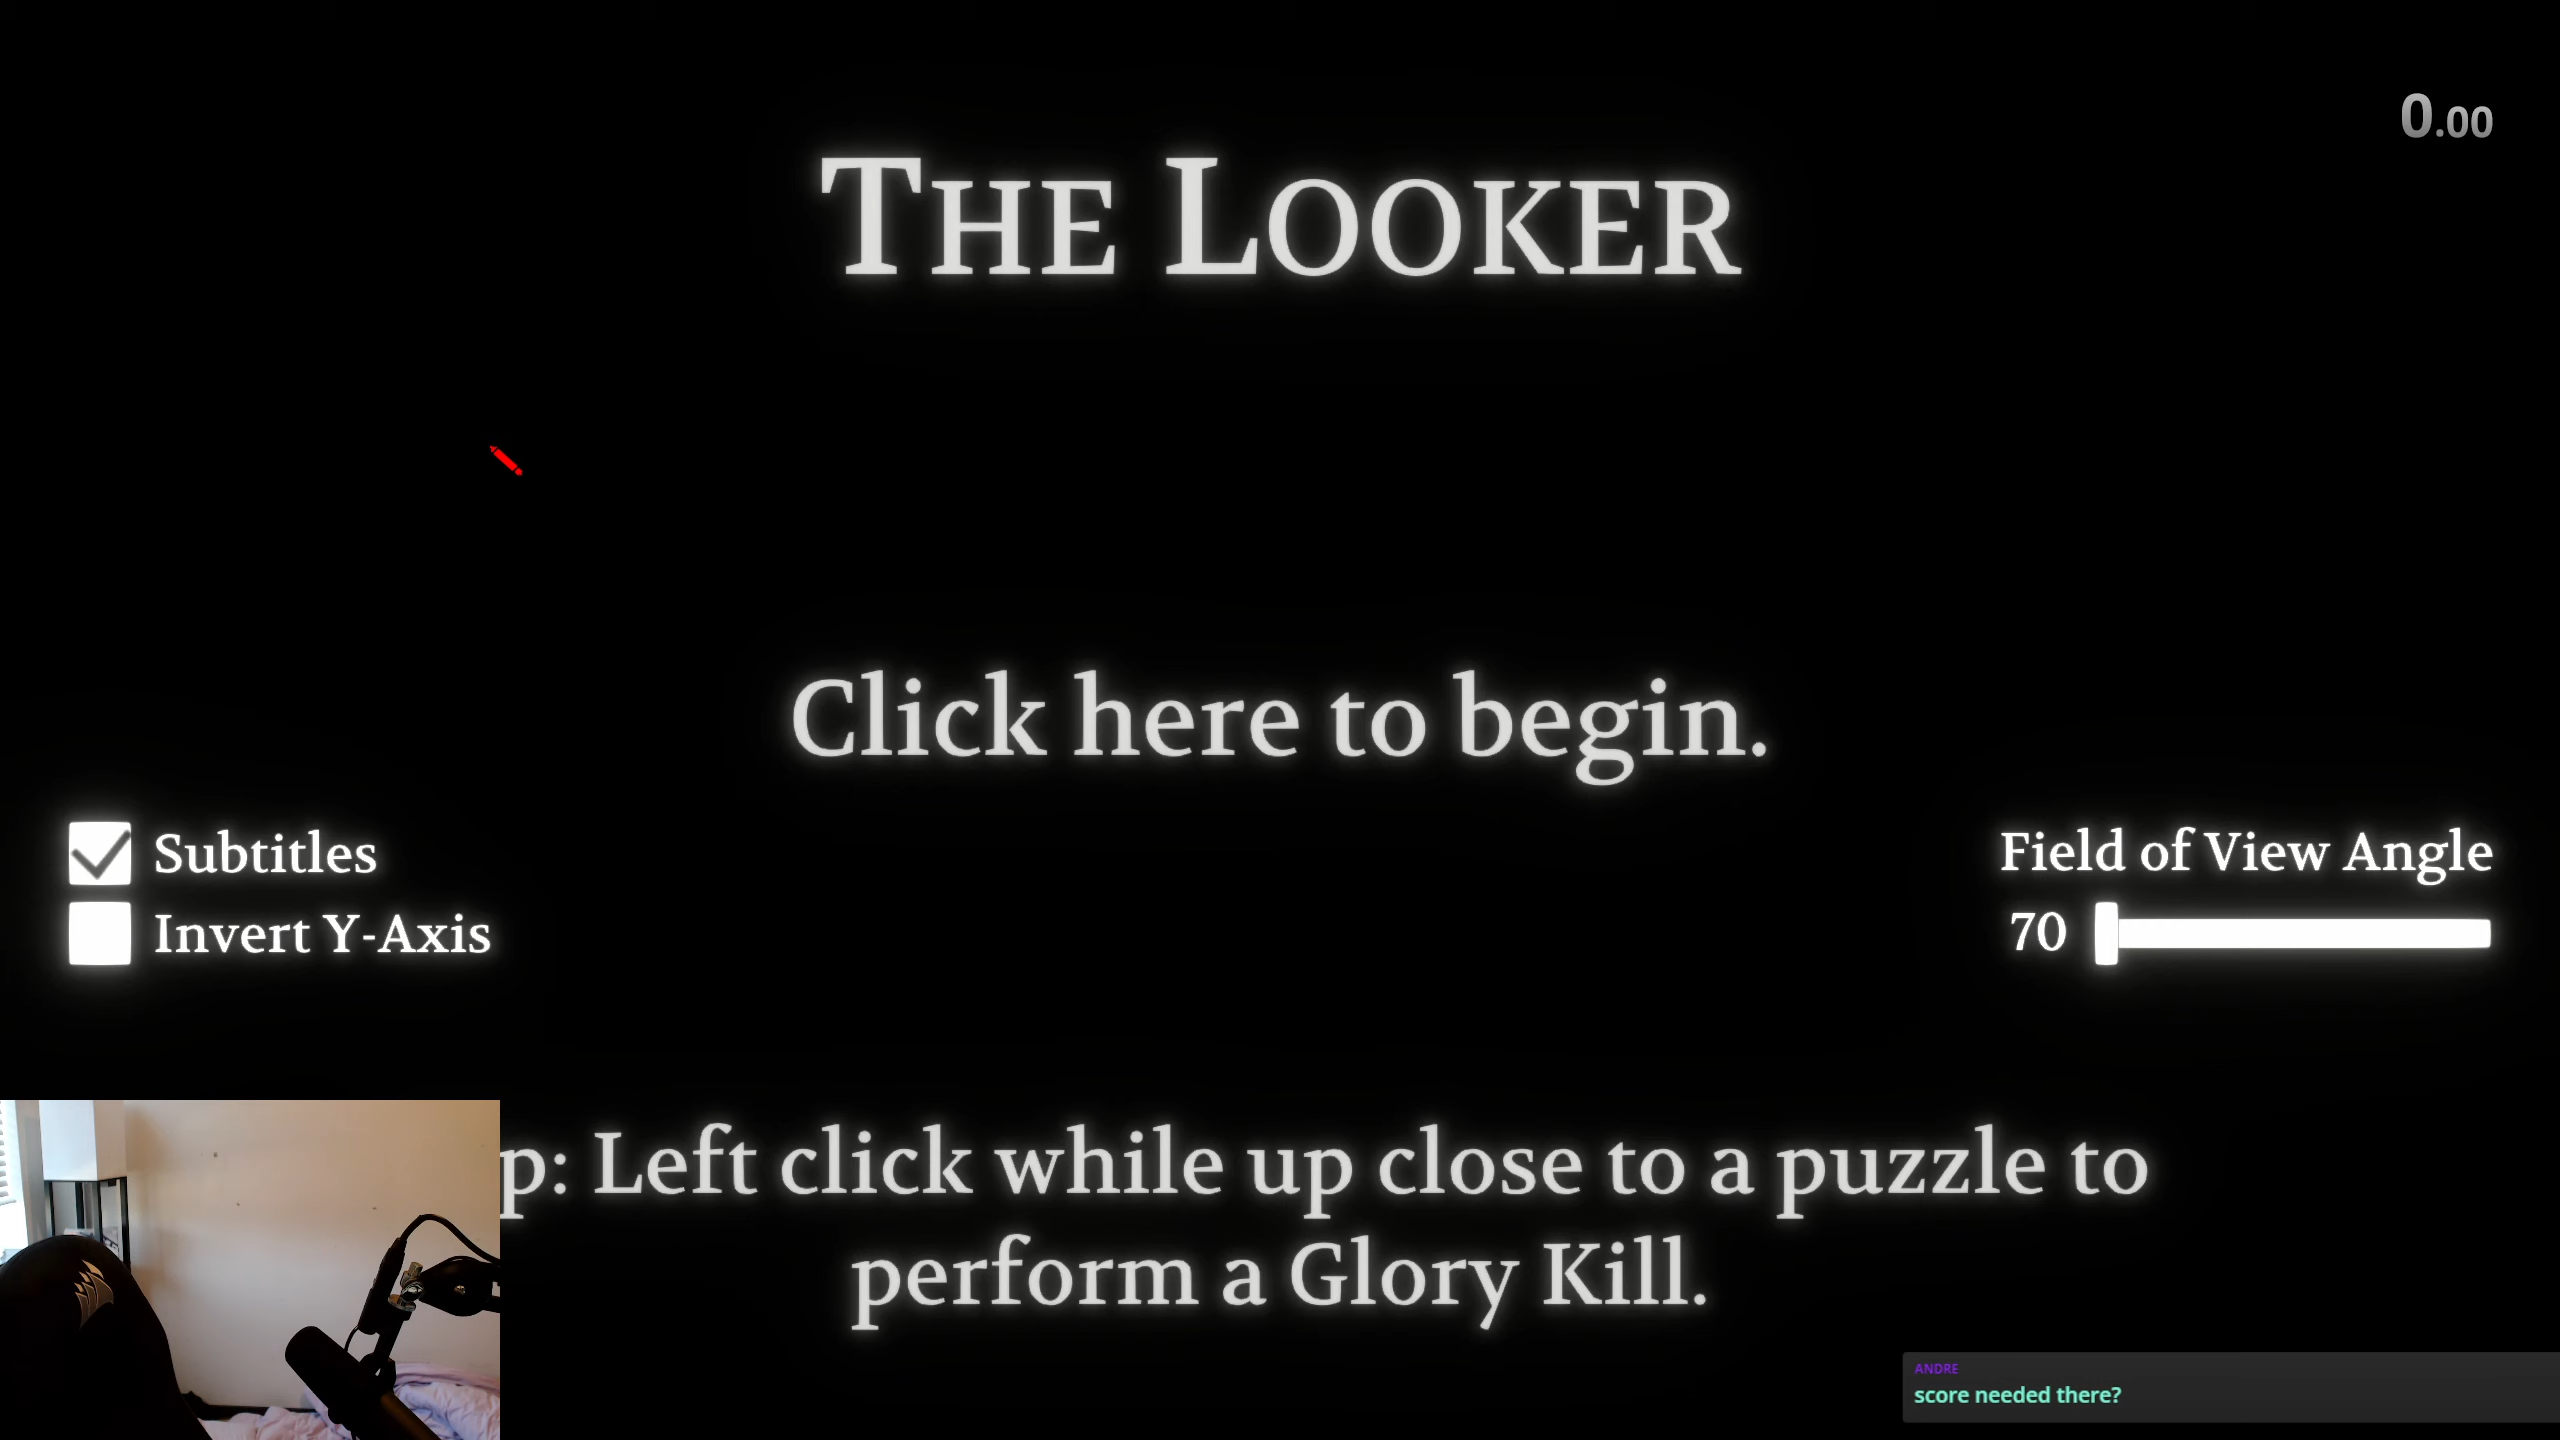 0.00
THE LOOKER
Click here to begin.
Subtitles
Invert Y-Axis
Field of View Angle
70
p: Left click while up close to a puzzle to
perform a Glory Kill.
ANDRE
score needed there?